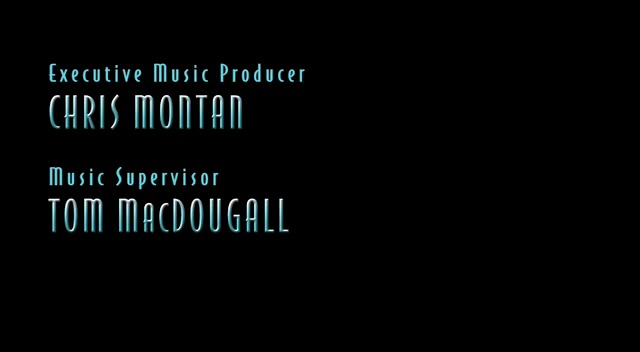 Executive Music Producer
CHRIS MONTAN
Music Supervisor
TOM MacDOUGALL